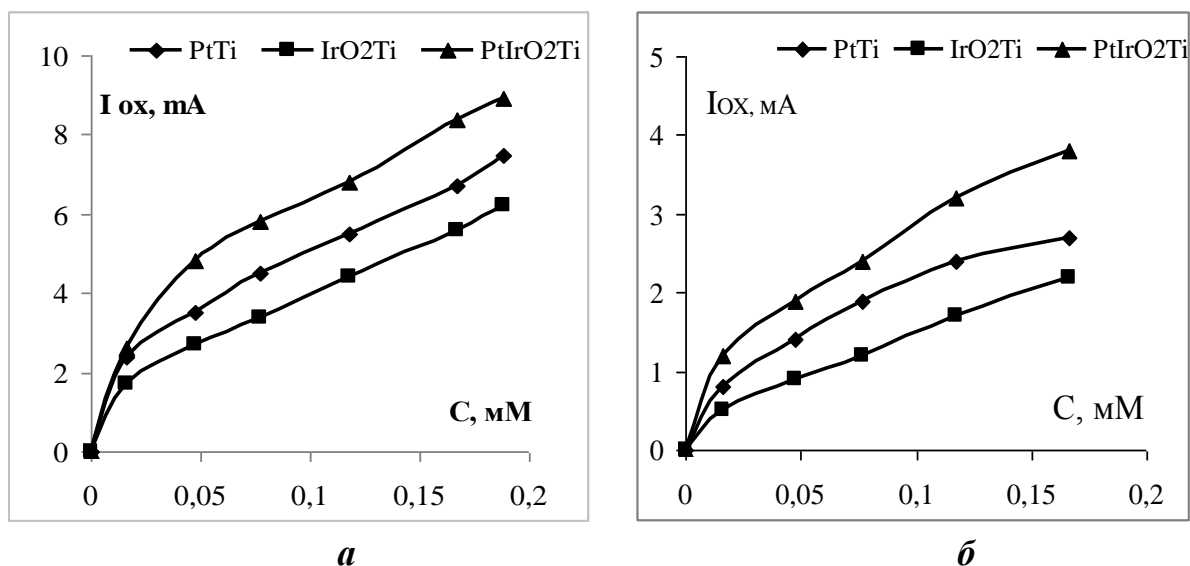 PtTi IrO2Ti PtIrO2Ti
10
I ox, mA
8
6
4
2
C, мМ
0
0 0,05 0,1 0,15 0,2
а
PtTi IrO2Ti PtIrO2Ti
5
Iox, мА
4
3
2
1
С, мМ
0
0 0,05 0,1 0,15 0,2
б